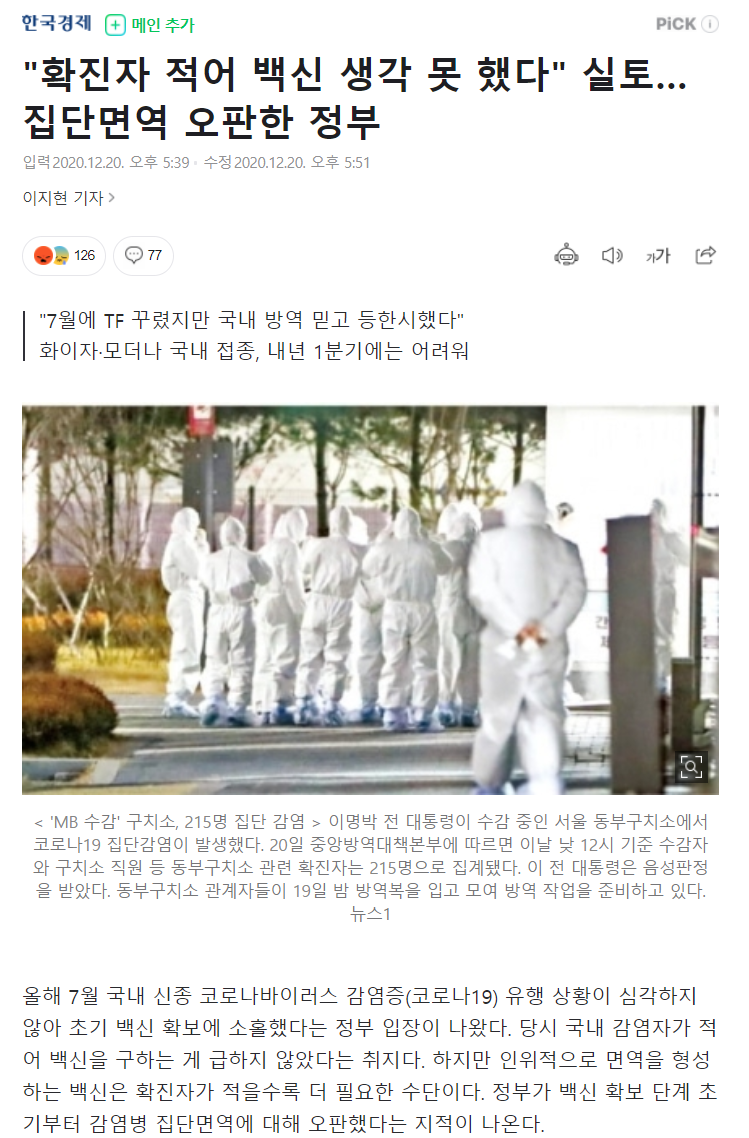 한국경제 메인 추가 PiCK
"확진자 적어 백신 생각 못 했다" 실토…
집단면역 오판한 정부
입력2020.12.20. 오후 5:39 · 수정2020.12.20. 오후 5:51
이지현 기자
126 77 가가
"7월에 TF 꾸렸지만 국내 방역 믿고 등한시했다"
화이자·모더나 국내 접종, 내년 1분기에는 어려워
< 'MB 수감' 구치소, 215명 집단 감염 > 이명박 전 대통령이 수감 중인 서울 동부구치소에서
코로나19 집단감염이 발생했다. 20일 중앙방역대책본부에 따르면 이날 낮 12시 기준 수감자
와 구치소 직원 등 동부구치소 관련 확진자는 215명으로 집계됐다. 이 전 대통령은 음성판정
을 받았다. 동부구치소 관계자들이 19일 밤 방역복을 입고 모여 방역 작업을 준비하고 있다.
뉴스1
올해 7월 국내 신종 코로나바이러스 감염증(코로나19) 유행 상황이 심각하지
않아 초기 백신 확보에 소홀했다는 정부 입장이 나왔다. 당시 국내 감염자가 적
어 백신을 구하는 게 급하지 않았다는 취지다. 하지만 인위적으로 면역을 형성
하는 백신은 확진자가 적을수록 더 필요한 수단이다. 정부가 백신 확보 단계 초
기부터 감염병 집단면역에 대해 오판했다는 지적이 나온다.